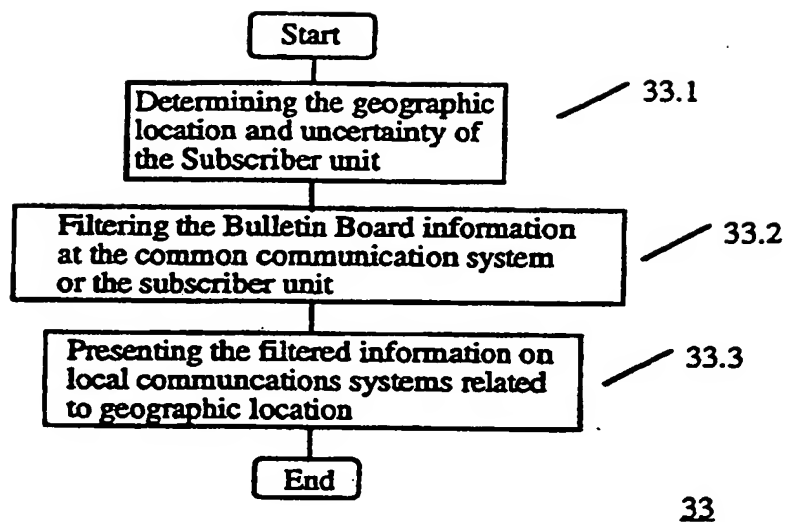 Start
Determining the geographic
location and uncertainty of
the Subscriber unit
33.1
Filtering the Bulletin Board information
at the common communication system
or the subscriber unit
33.2
Presenting the filtered information on
local communcations systems related
to geographic location
33.3
End
33